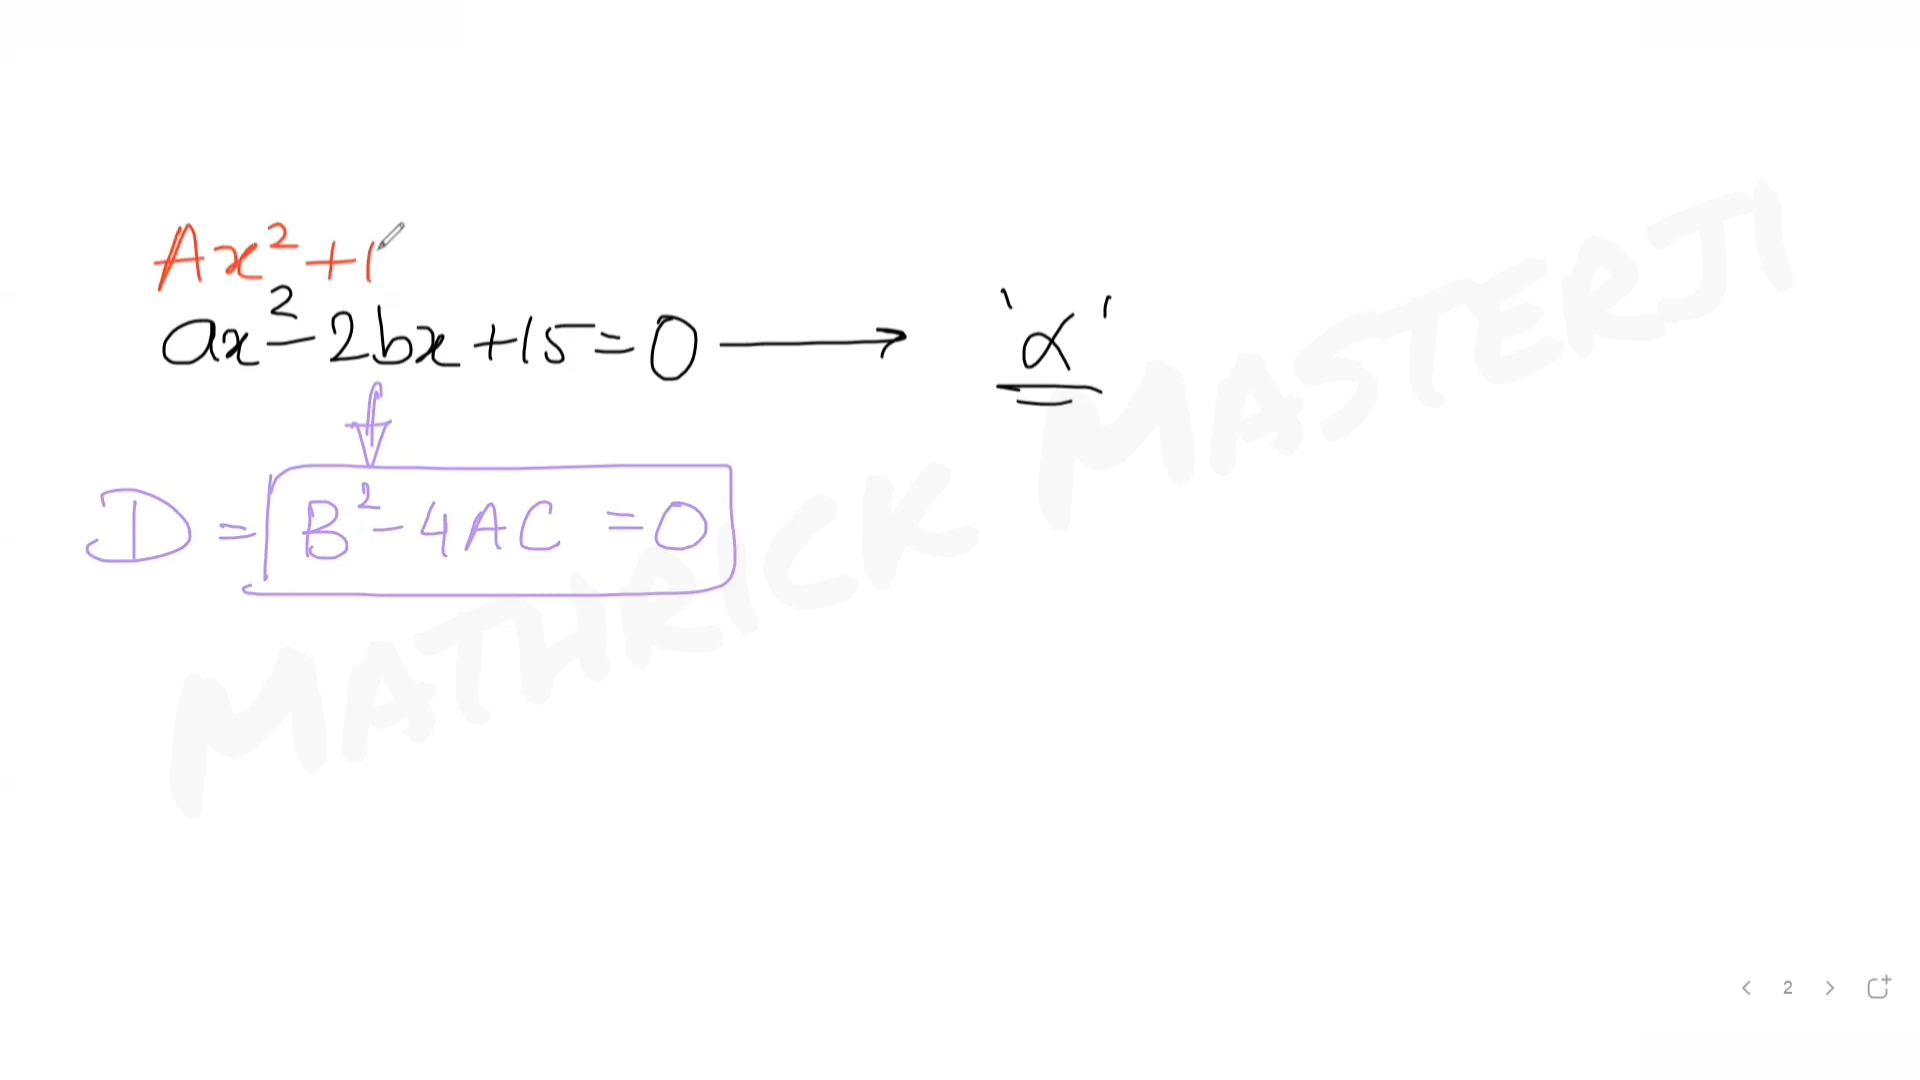 Ax² + 1
ax² - 2bx + 15 = 0 ⟶ 'α'
D = B² - 4AC = 0
MATHRICK MASTERJI
2